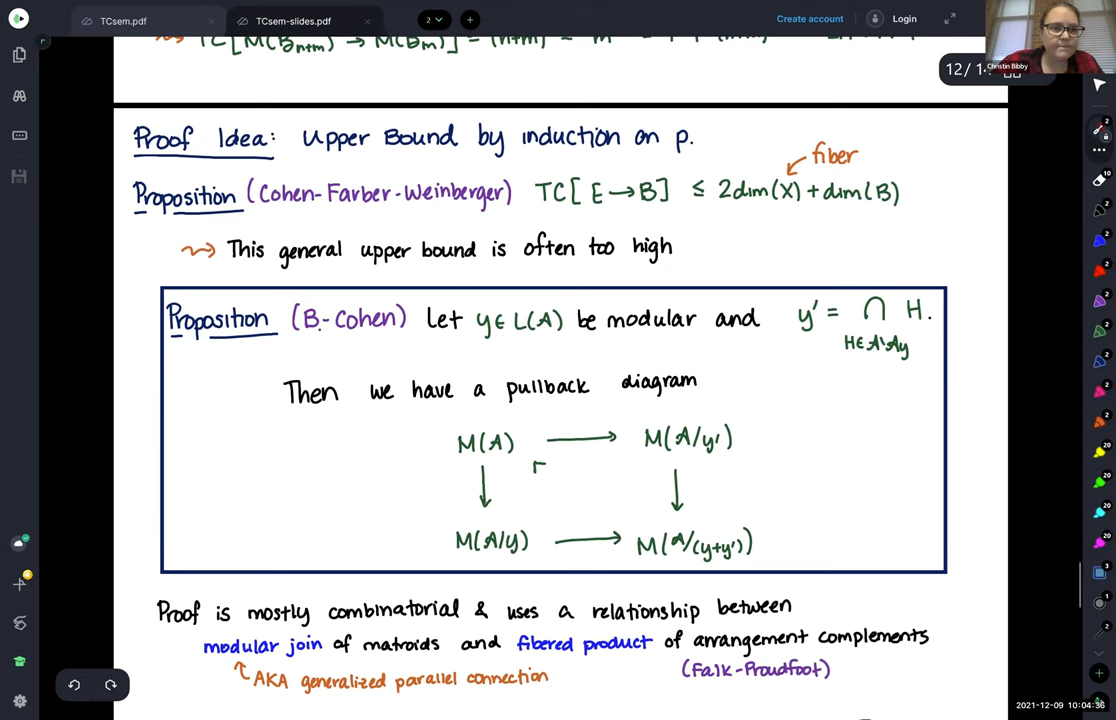 TCsem.pdf
TCsem-slides.pdf
2
Create account
Login
Christin Bibby
12/14
Proof Idea: Upper Bound by induction on p.
fiber
Proposition (Cohen-Farber-Weinberger) TC[E→B] ≤ 2dim(X)+dim(B)
⇝ This general upper bound is often too high
Proposition (B.-Cohen) Let y∈L(A) be modular and y' = ∩ H.
H∈A\Ay
Then we have a pullback diagram
M(A) → M(A/y')
M(A/y) → M(A/(y+y'))
Proof is mostly combinatorial & uses a relationship between
modular join of matroids and fibered product of arrangement complements
AKA generalized parallel connection (Falk-Proudfoot)
2021-12-09 10:04:36